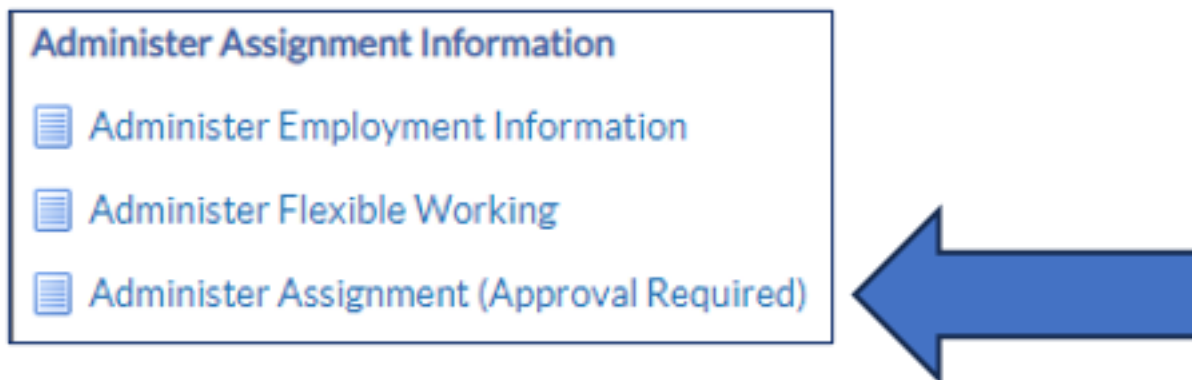 Administer Assignment Information
Administer Employment Information
Administer Flexible Working
Administer Assignment (Approval Required)